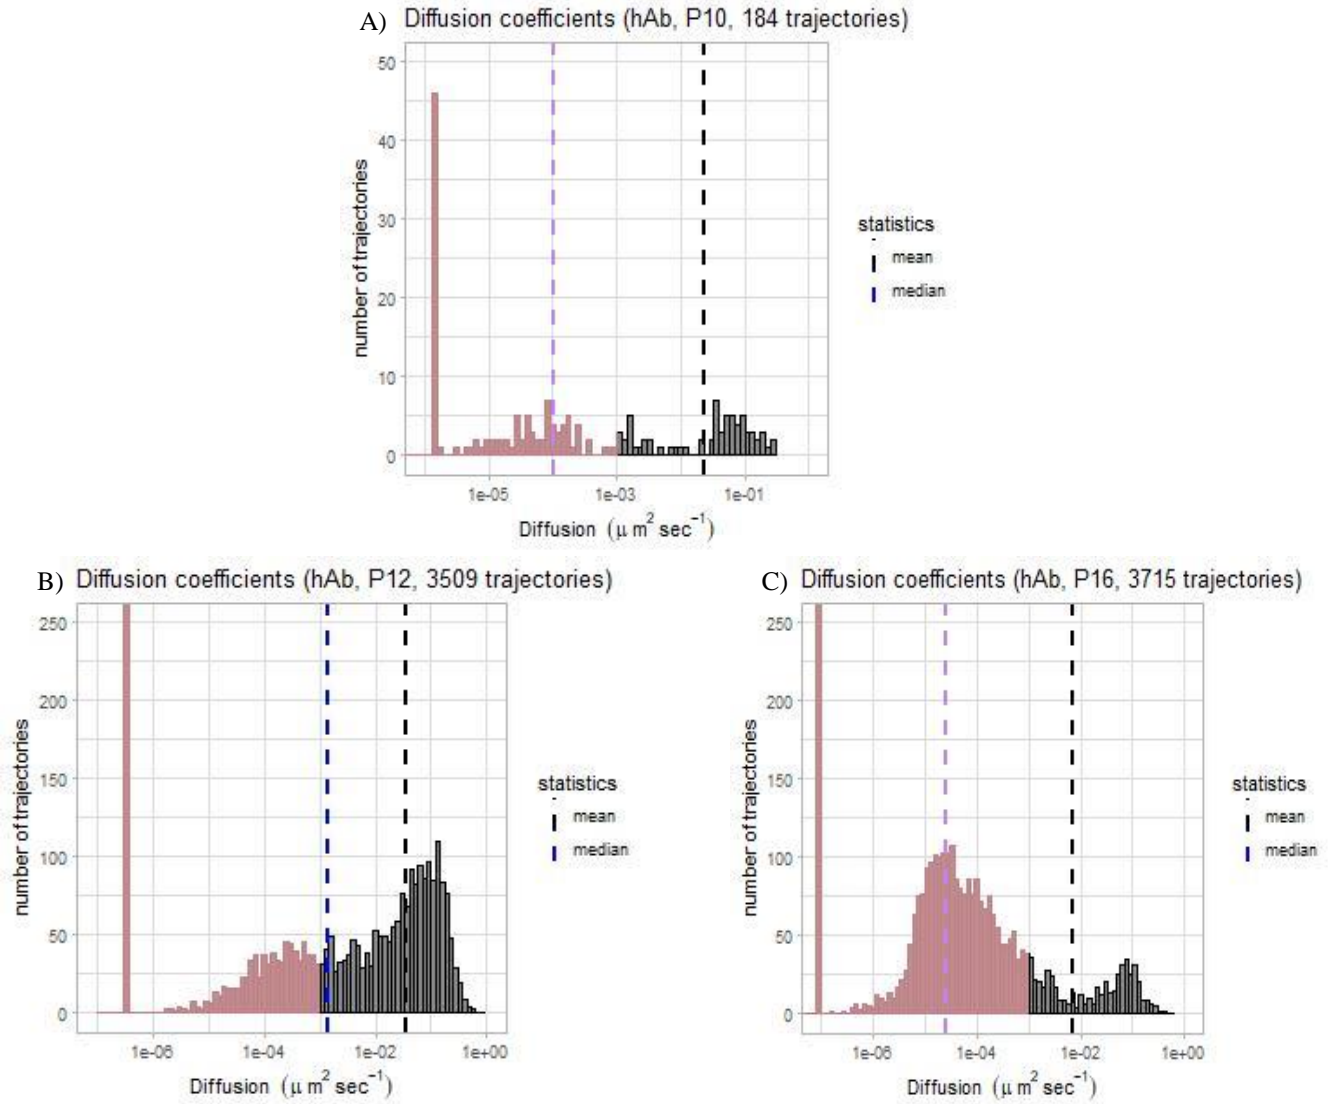 A) Diffusion coefficients (hAb, P10, 184 trajectories)
50
40
30
20
10
0
number of trajectories
1e-05 1e-03 1e-01
Diffusion (μ m² sec⁻¹)
statistics
mean
median
B) Diffusion coefficients (hAb, P12, 3509 trajectories)
250
200
150
100
50
0
number of trajectories
1e-06 1e-04 1e-02 1e+00
Diffusion (μ m² sec⁻¹)
statistics
mean
median
C) Diffusion coefficients (hAb, P16, 3715 trajectories)
250
200
150
100
50
0
number of trajectories
1e-06 1e-04 1e-02 1e+00
Diffusion (μ m² sec⁻¹)
statistics
mean
median